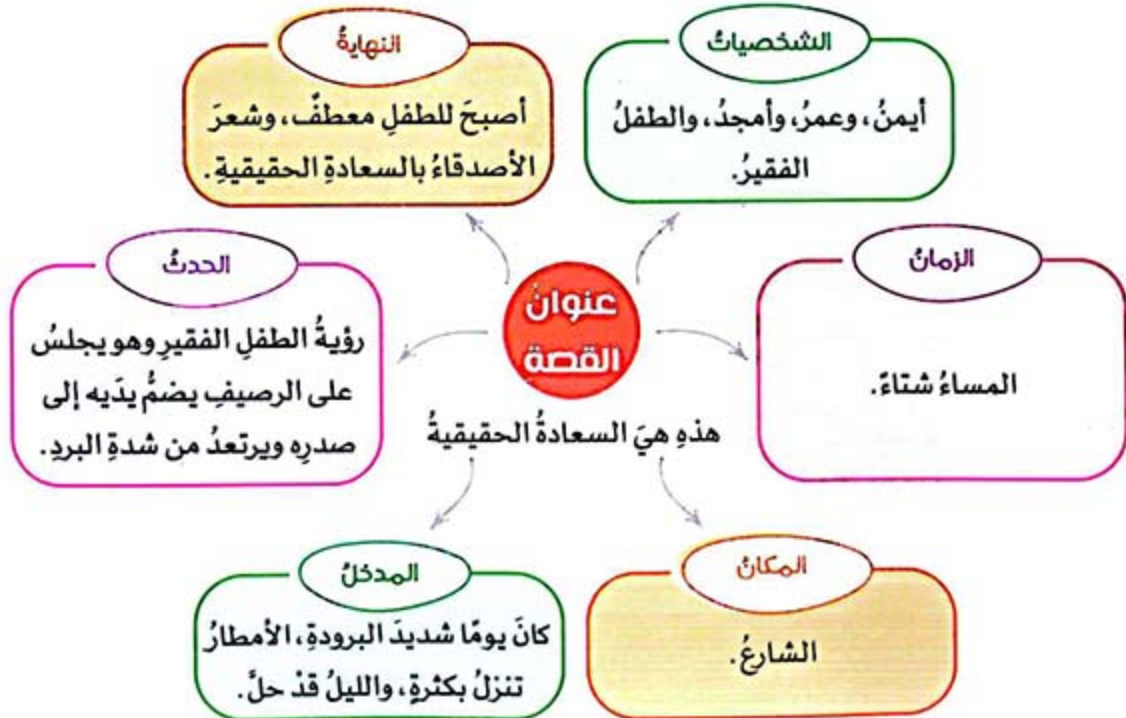 الشخصياتُ
أيمنُ، وعمرُ، وأمجدُ، والطفلُ
الفقيرُ.
النهايةُ
أصبحَ للطفلِ معطفٌ، وشعرَ
الأصدقاءُ بالسعادةِ الحقيقيةِ.
الزمانُ
المساءُ شتاءً.
عنوانُ
القصة
هذهِ هيَ السعادةُ الحقيقيةُ
الحدثُ
رؤيةُ الطفلِ الفقيرِ وهو يجلسُ
على الرصيفِ يضمُّ يدَيه إلى
صدرِه ويرتعدُ من شدةِ البردِ.
المكانُ
الشارعُ.
المدخلُ
كانَ يومًا شديدَ البرودةِ، الأمطارُ
تنزلُ بكثرةٍ، والليلُ قدْ حلَّ.